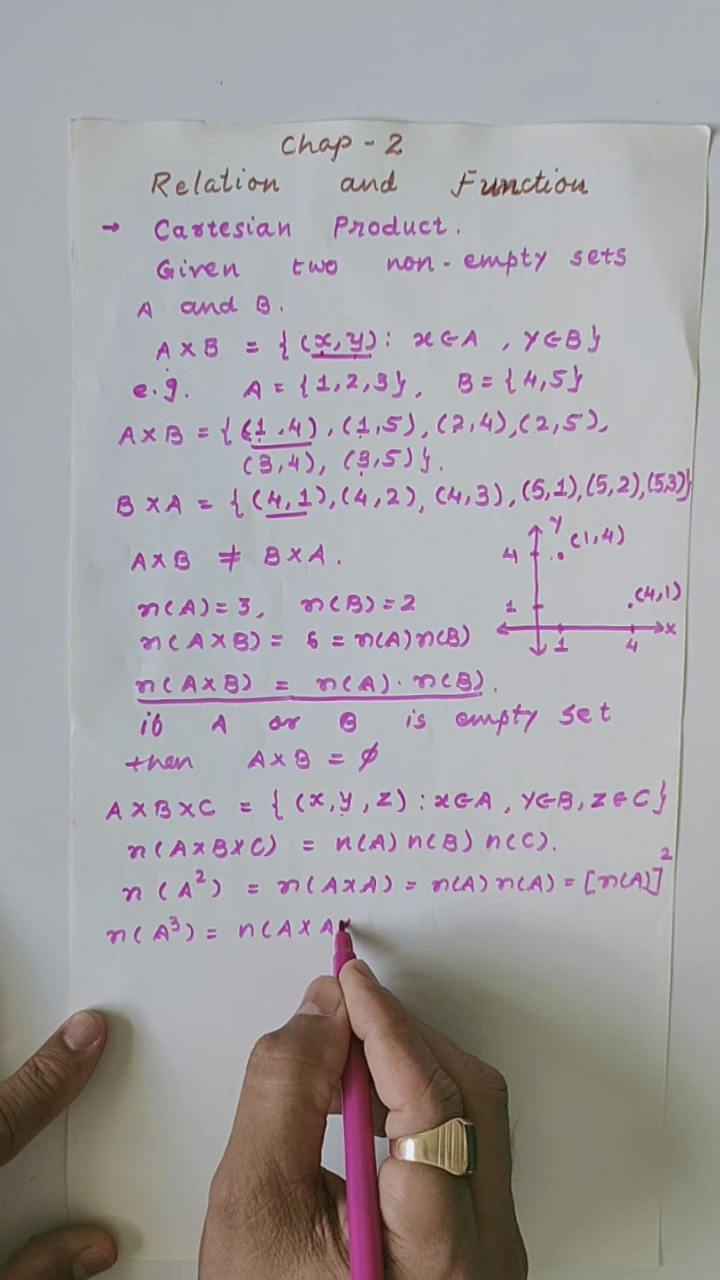 Chap - 2
Relation and Function
→ Cartesian Product.
Given two non-empty sets
A and B.
A × B = { (x,y) : x ∈ A , y ∈ B }
e.g. A = {1,2,3}, B = {4,5}
A × B = { (1,4), (1,5), (2,4), (2,5),
(3,4), (3,5) }.
B × A = { (4,1), (4,2), (4,3), (5,1), (5,2), (5,3) }
A × B ≠ B × A.
n(A) = 3, n(B) = 2
n(A × B) = 6 = n(A) n(B)
n(A × B) = n(A) . n(B).
Y
4
(1,4)
1
(4,1)
X
1
4
if A or B is empty set
then A × B = ϕ
A × B × C = { (x, y, z) : x ∈ A , y ∈ B, z ∈ C }
n(A × B × C) = n(A) n(B) n(C).
n (A²) = n(A × A) = n(A) n(A) = [n(A)]²
n( A³) = n(A × A ×